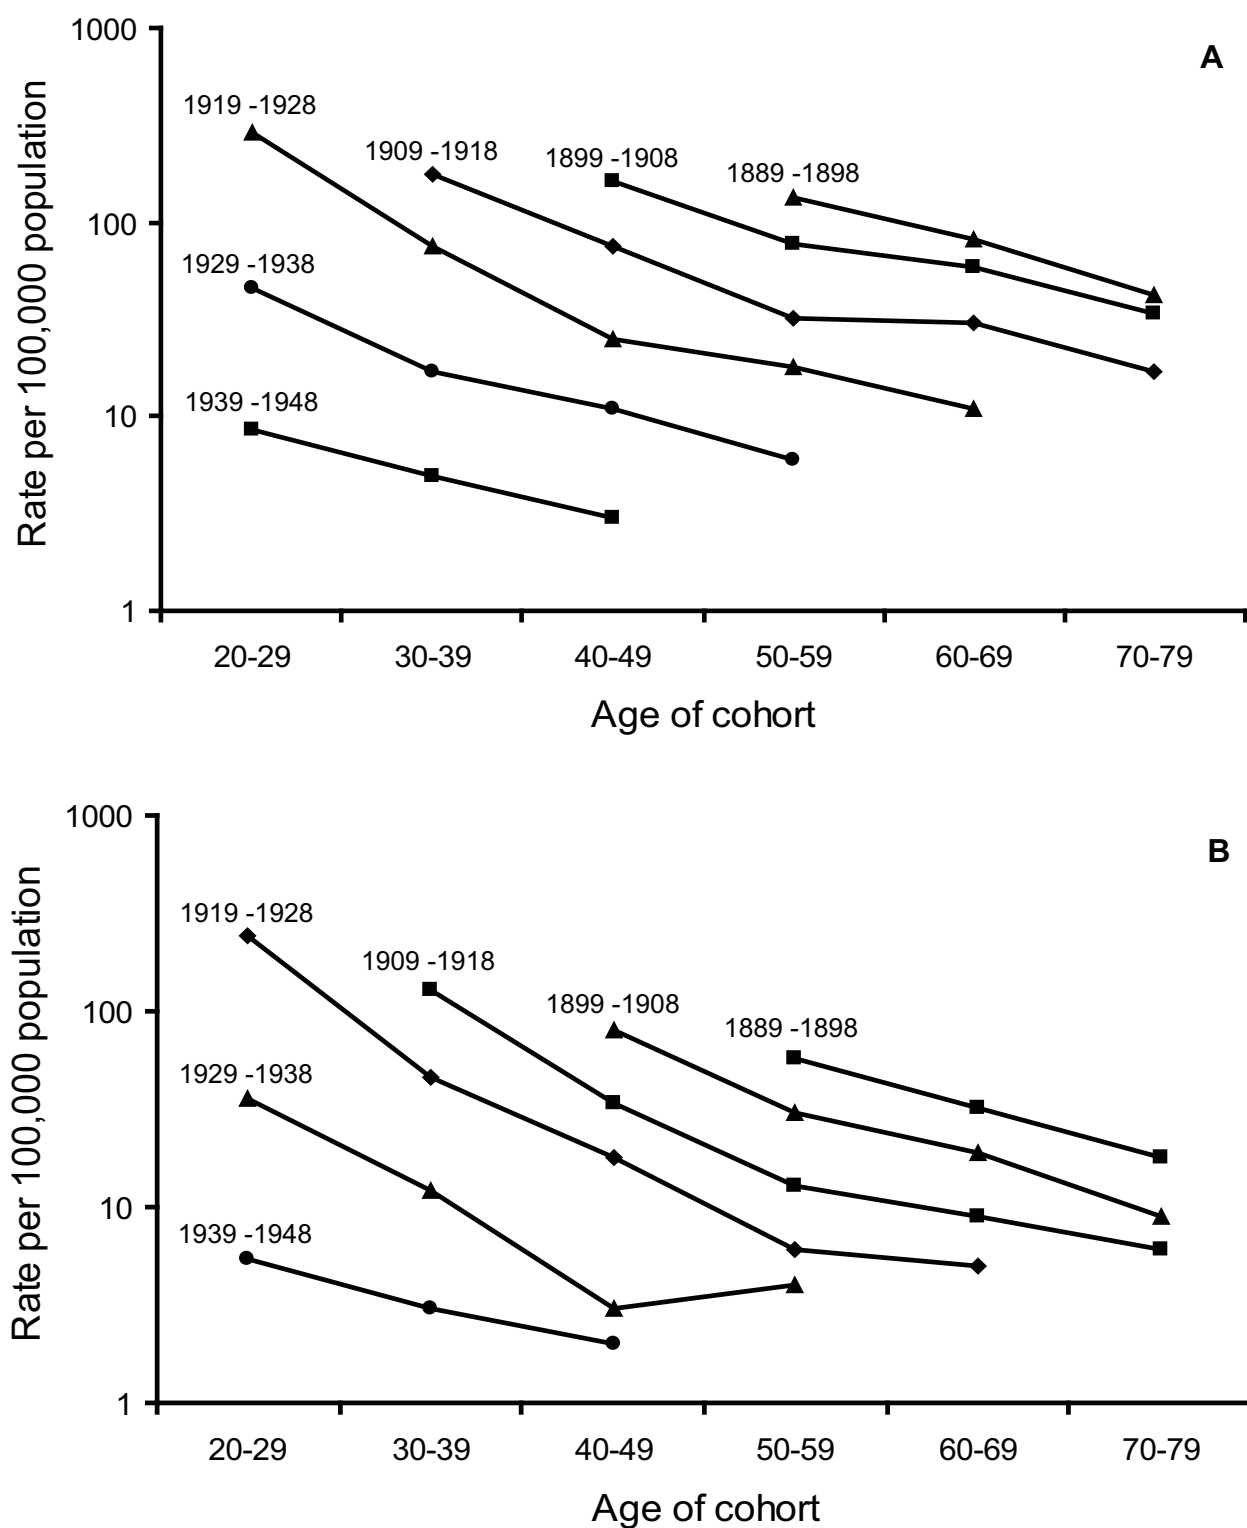 A
1000
100
10
1
Rate per 100,000 population
1919 -1928
1909 -1918
1899 -1908
1889 -1898
1929 -1938
1939 -1948
20-29 30-39 40-49 50-59 60-69 70-79
Age of cohort
B
1000
100
10
1
Rate per 100,000 population
1919 -1928
1909 -1918
1899 -1908
1889 -1898
1929 -1938
1939 -1948
20-29 30-39 40-49 50-59 60-69 70-79
Age of cohort